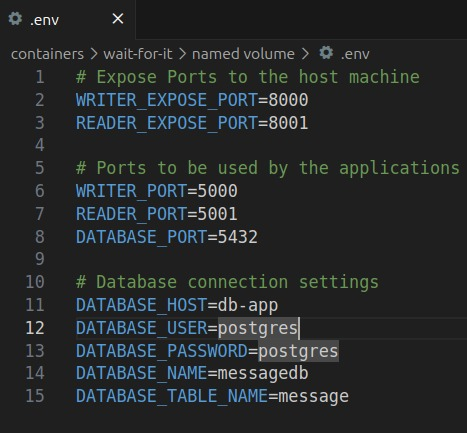 .env ×
containers > wait-for-it > named volume > .env
1 # Expose Ports to the host machine
2 WRITER_EXPOSE_PORT=8000
3 READER_EXPOSE_PORT=8001
4
5 # Ports to be used by the applications
6 WRITER_PORT=5000
7 READER_PORT=5001
8 DATABASE_PORT=5432
9
10 # Database connection settings
11 DATABASE_HOST=db-app
12 DATABASE_USER=postgres
13 DATABASE_PASSWORD=postgres
14 DATABASE_NAME=messagedb
15 DATABASE_TABLE_NAME=message